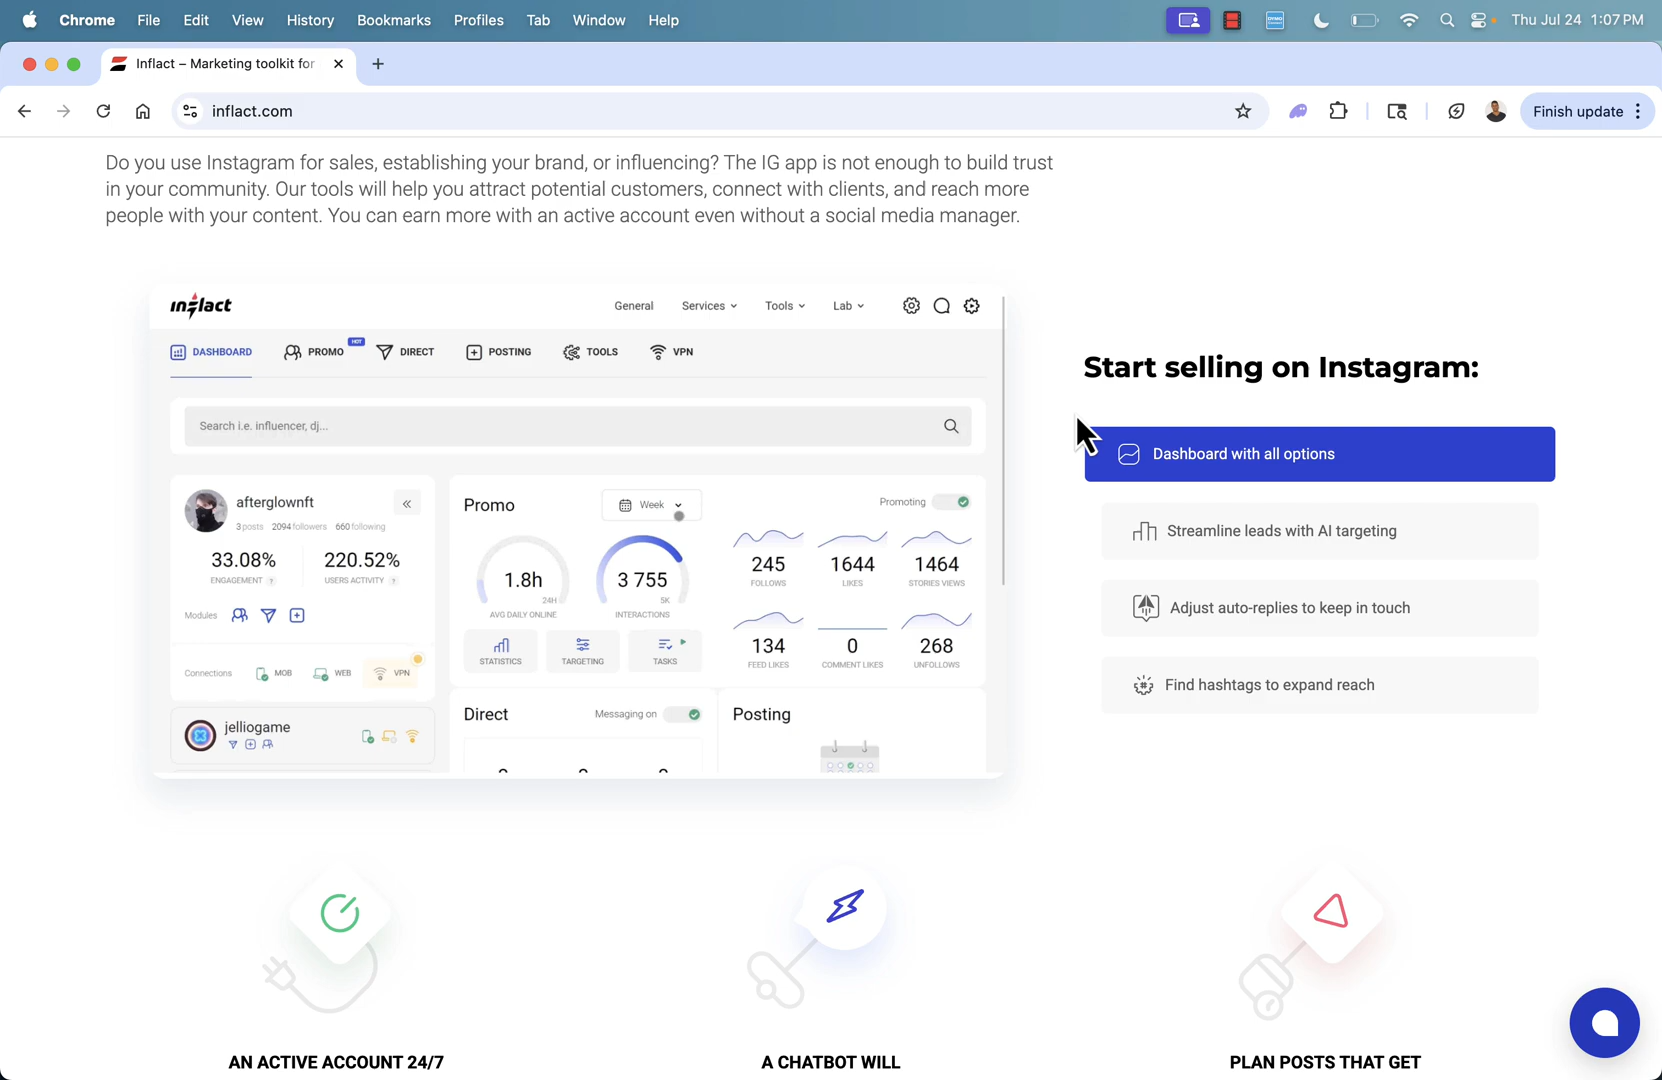 Chrome File Edit View History Bookmarks Profiles Tab Window Help
DYMO
Thu Jul 24 1:07 PM
Inflact – Marketing toolkit for
inflact.com
Finish update
Do you use Instagram for sales, establishing your brand, or influencing? The IG app is not enough to build trust
in your community. Our tools will help you attract potential customers, connect with clients, and reach more
people with your content. You can earn more with an active account even without a social media manager.
inflact
General Services Tools Lab
DASHBOARD PROMO HOT DIRECT POSTING TOOLS VPN
Search i.e. influencer, dj...
afterglownft
3 posts 2094 followers 660 following
33.08% 220.52%
ENGAGEMENT ? USERS ACTIVITY ?
Modules
Connections MOB WEB VPN
jelliogame
Promo Week Promoting
1.8h 3 755
24H 5K
AVG DAILY ONLINE INTERACTIONS
STATISTICS TARGETING TASKS
245 1644 1464
FOLLOWS LIKES STORIES VIEWS
134 0 268
FEED LIKES COMMENT LIKES UNFOLLOWS
Direct Messaging on
Posting
Start selling on Instagram:
Dashboard with all options
Streamline leads with AI targeting
Adjust auto-replies to keep in touch
Find hashtags to expand reach
AN ACTIVE ACCOUNT 24/7
A CHATBOT WILL
PLAN POSTS THAT GET